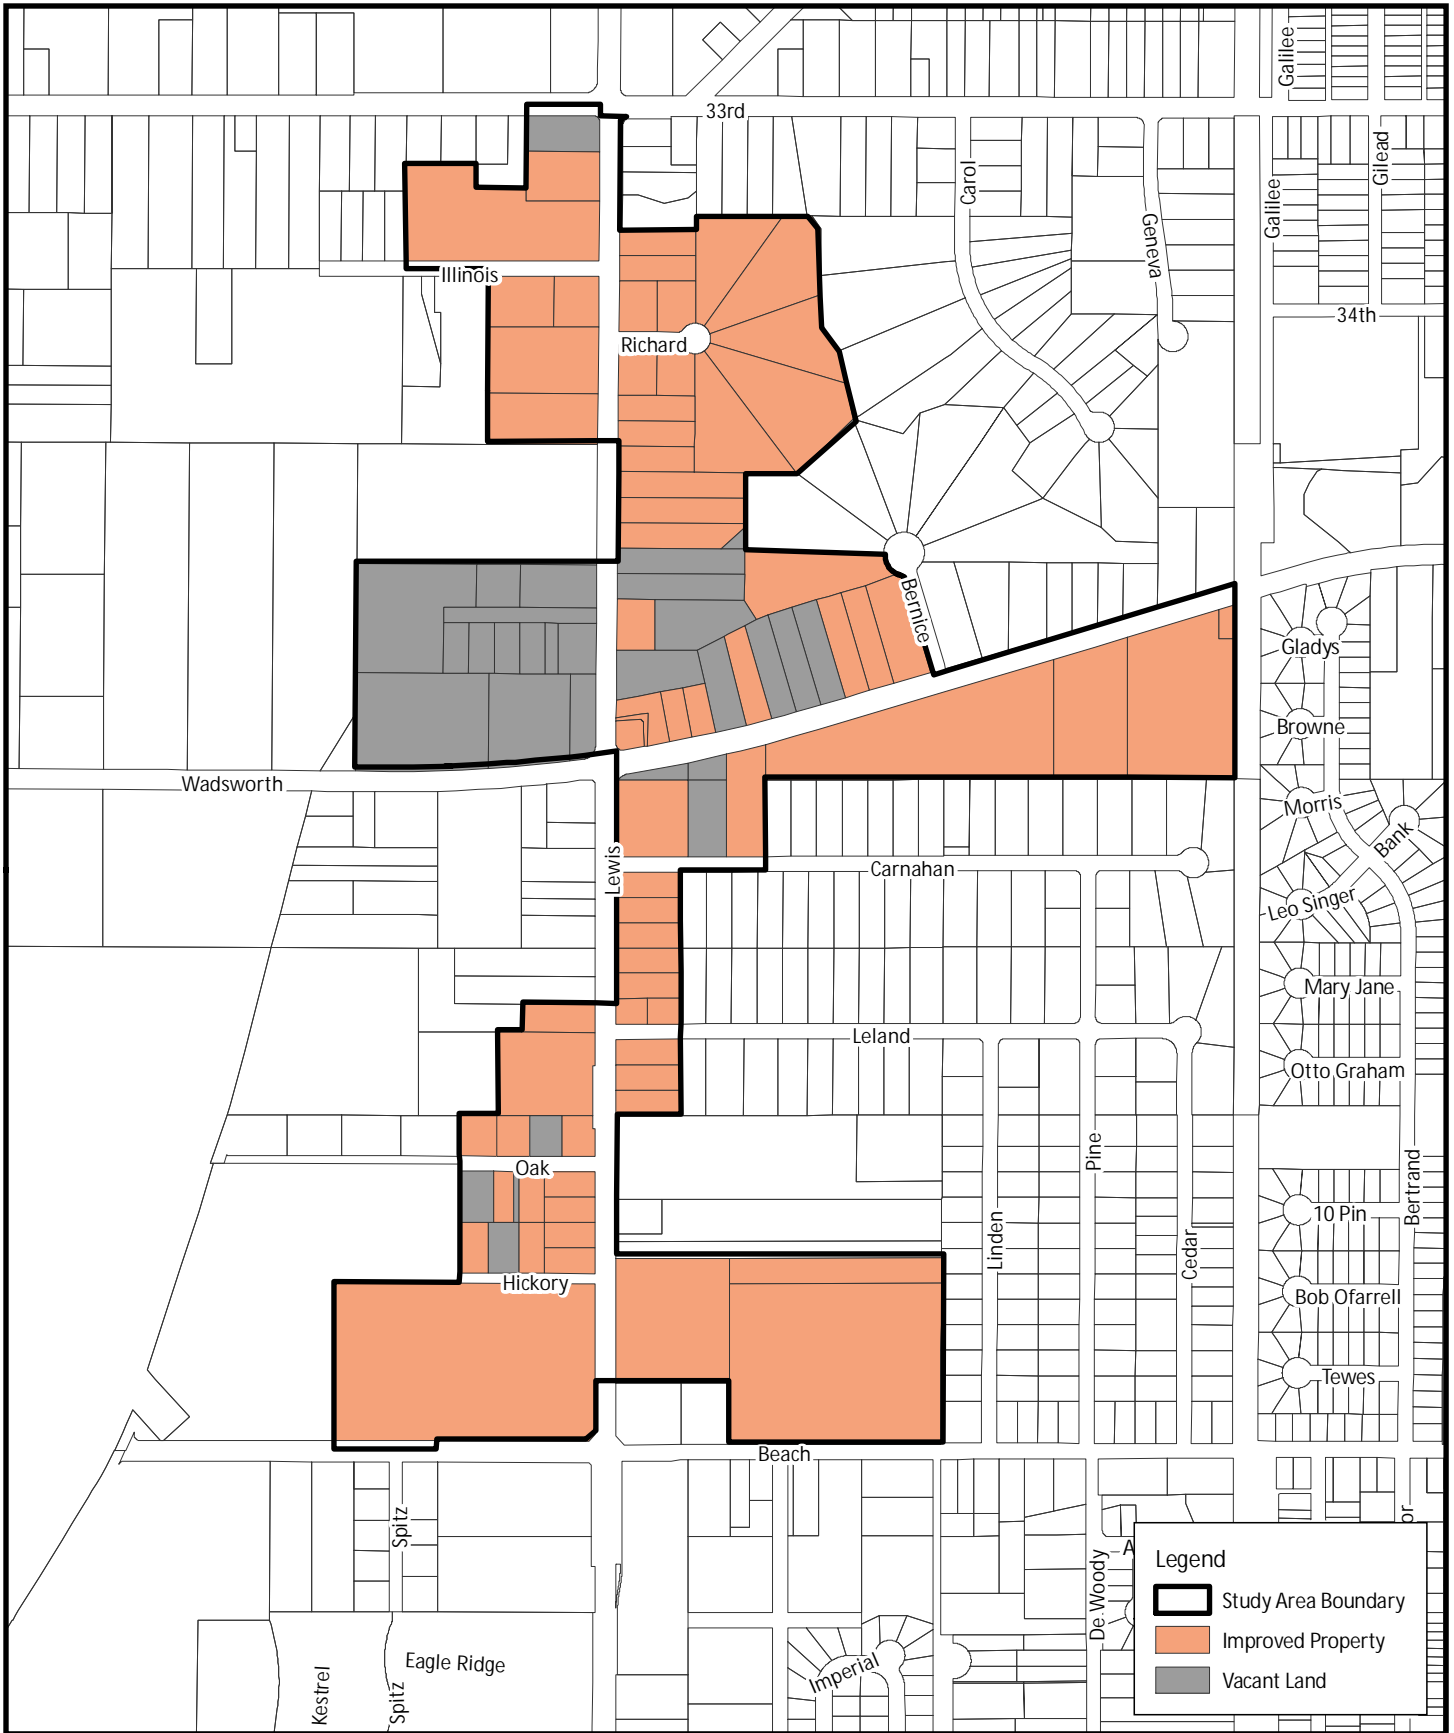 Galilee
33rd
Gilead
Carol
Galilee
Geneva
Illinois
34th
Richard
Bernice
Gladys
Browne
Wadsworth
Morris
Bank
Lewis
Carnahan
Leo Singer
Mary Jane
Leland
Otto Graham
Pine
Oak
Bertrand
10 Pin
Linden
Cedar
Hickory
Bob Ofarrell
Tewes
Beach
Spitz
or
A
De Woody
Legend
Study Area Boundary
Improved Property
Vacant Land
Eagle Ridge
Imperial
Kestrel
Spitz